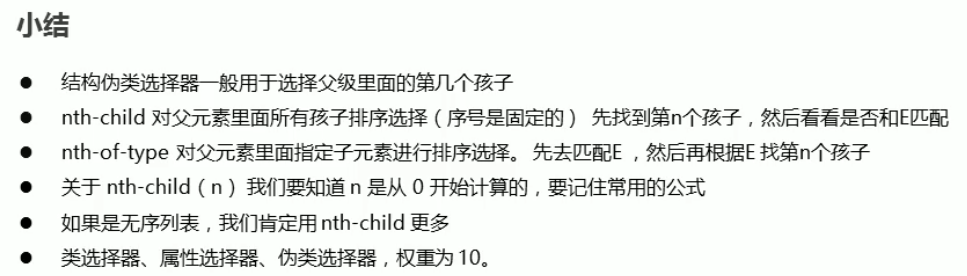 小结
● 结构伪类选择器一般用于选择父级里面的第几个孩子
● nth-child 对父元素里面所有孩子排序选择（序号是固定的） 先找到第n个孩子，然后看看是否和E匹配
● nth-of-type 对父元素里面指定子元素进行排序选择。 先去匹配E ，然后再根据E 找第n个孩子
● 关于 nth-child（n）我们要知道 n 是从 0 开始计算的，要记住常用的公式
● 如果是无序列表，我们肯定用 nth-child 更多
● 类选择器、属性选择器、伪类选择器，权重为 10。